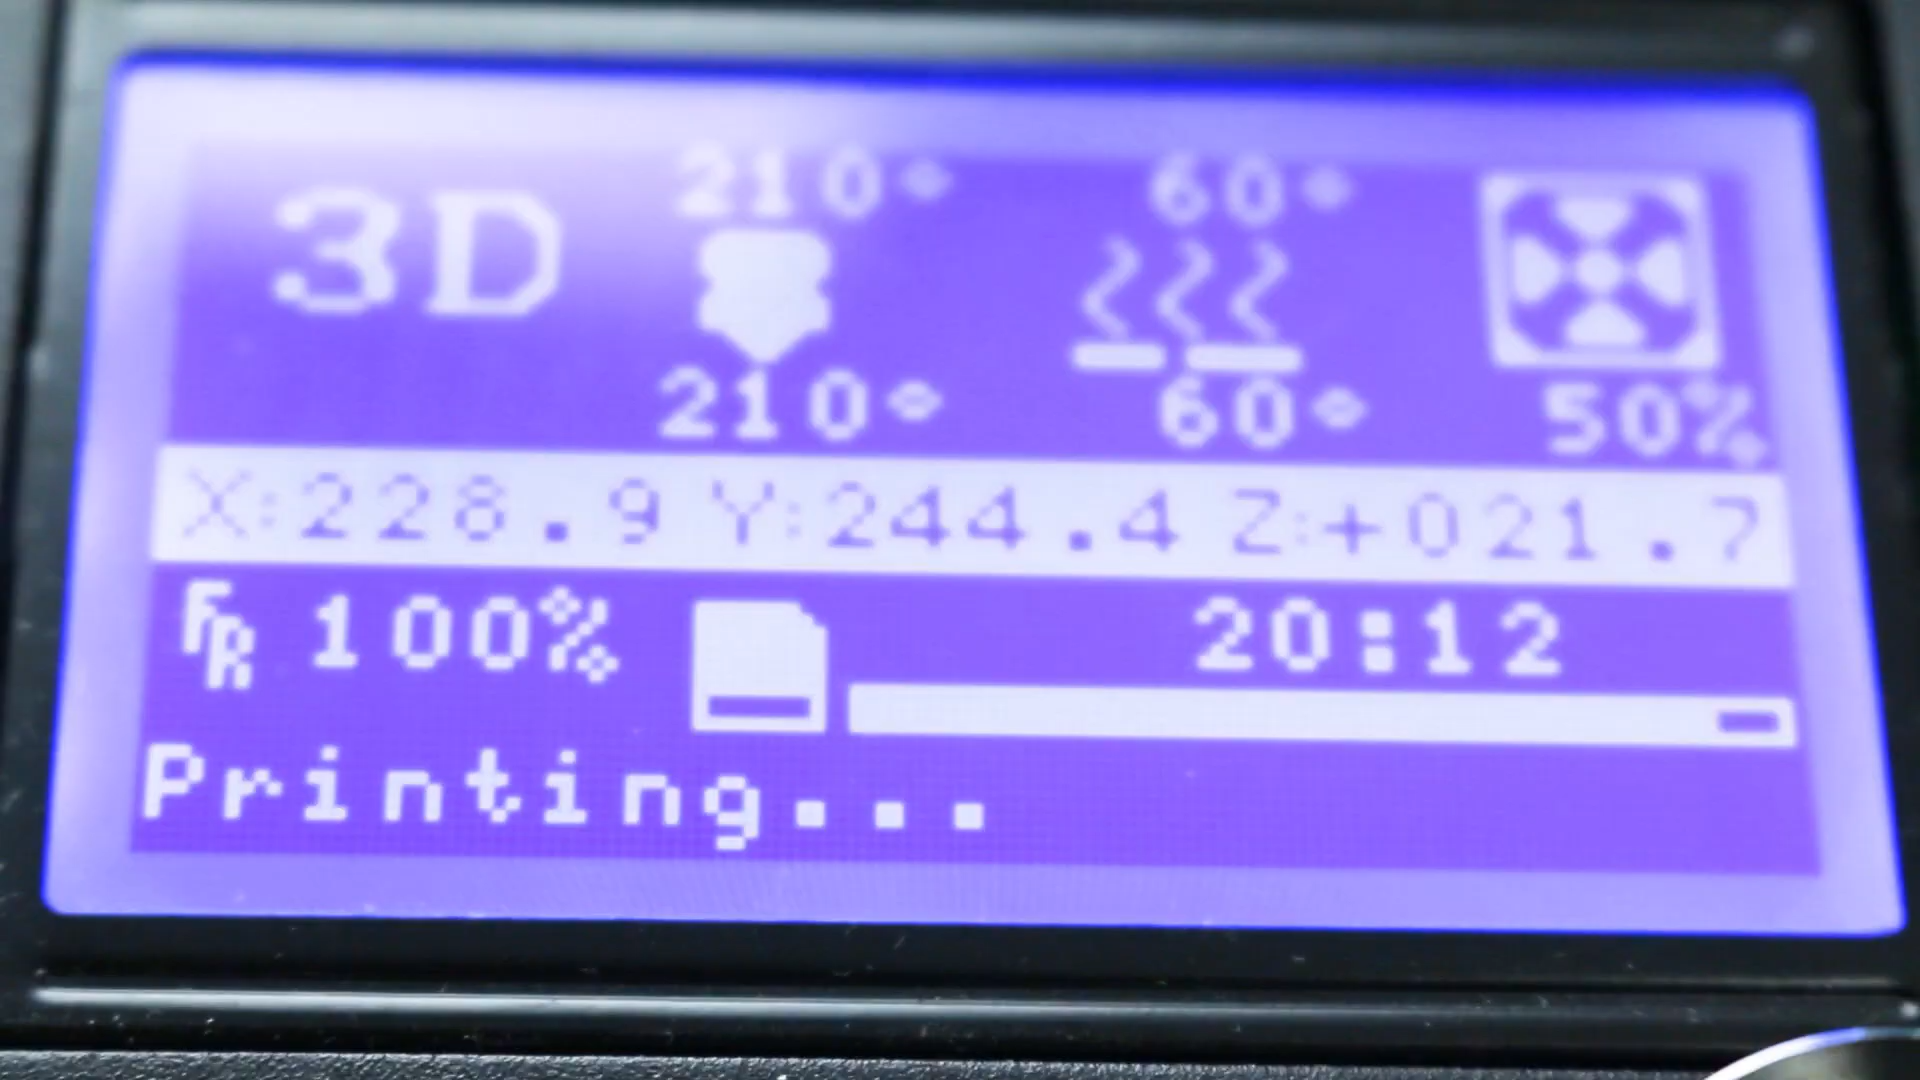 210° 60°
3D
210° 60° 50%
X:228.9 Y:244.4 Z:+021.7
FR 100% 20:12
Printing...